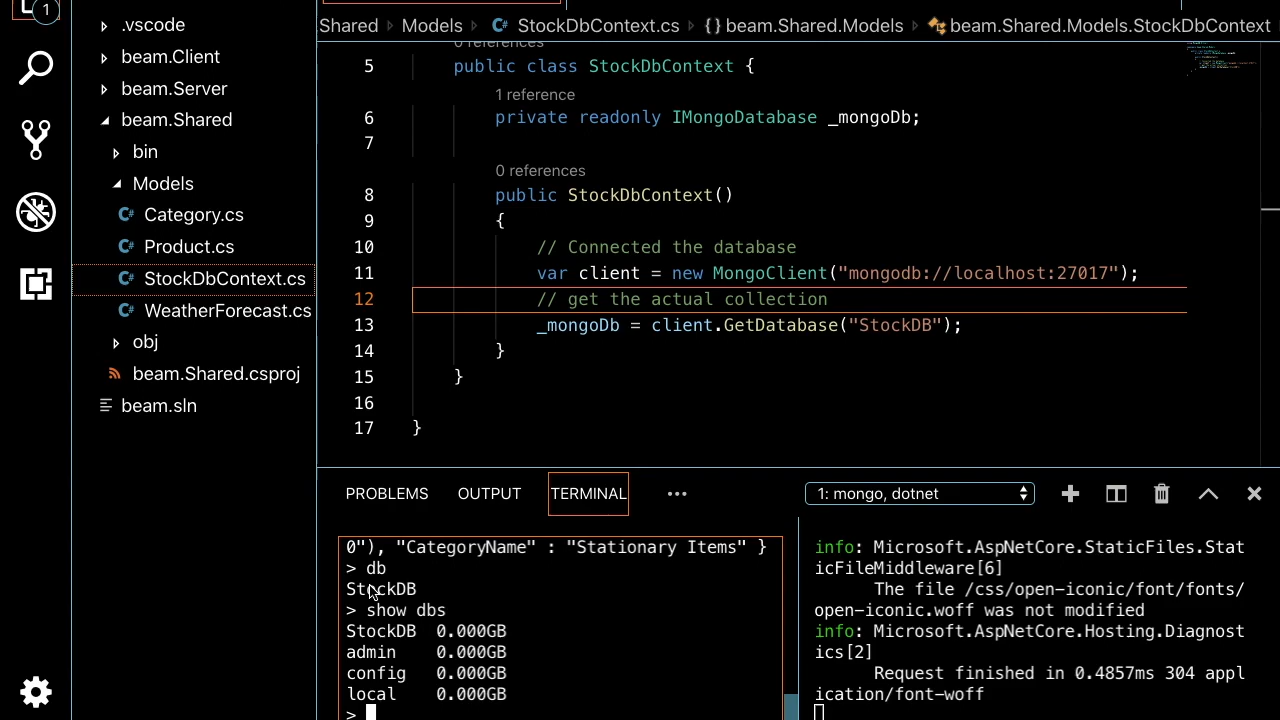 1
.vscode
beam.Client
beam.Server
beam.Shared
bin
Models
C# Category.cs
C# Product.cs
C# StockDbContext.cs
C# WeatherForecast.cs
obj
beam.Shared.csproj
beam.sln
Shared Models C# StockDbContext.cs {} beam.Shared.Models beam.Shared.Models.StockDbContext
0 references
5 public class StockDbContext {
1 reference
6 private readonly IMongoDatabase _mongoDb;
7
0 references
8 public StockDbContext()
9 {
10 // Connected the database
11 var client = new MongoClient("mongodb://localhost:27017");
12 // get the actual collection
13 _mongoDb = client.GetDatabase("StockDB");
14 }
15 }
16
17 }
PROBLEMS OUTPUT TERMINAL ••• 1: mongo, dotnet
0"), "CategoryName" : "Stationary Items" }
> db
StockDB
> show dbs
StockDB 0.000GB
admin 0.000GB
config 0.000GB
local 0.000GB
>
info: Microsoft.AspNetCore.StaticFiles.Stat
icFileMiddleware[6]
The file /css/open-iconic/font/fonts/
open-iconic.woff was not modified
info: Microsoft.AspNetCore.Hosting.Diagnost
ics[2]
Request finished in 0.4857ms 304 appl
ication/font-woff